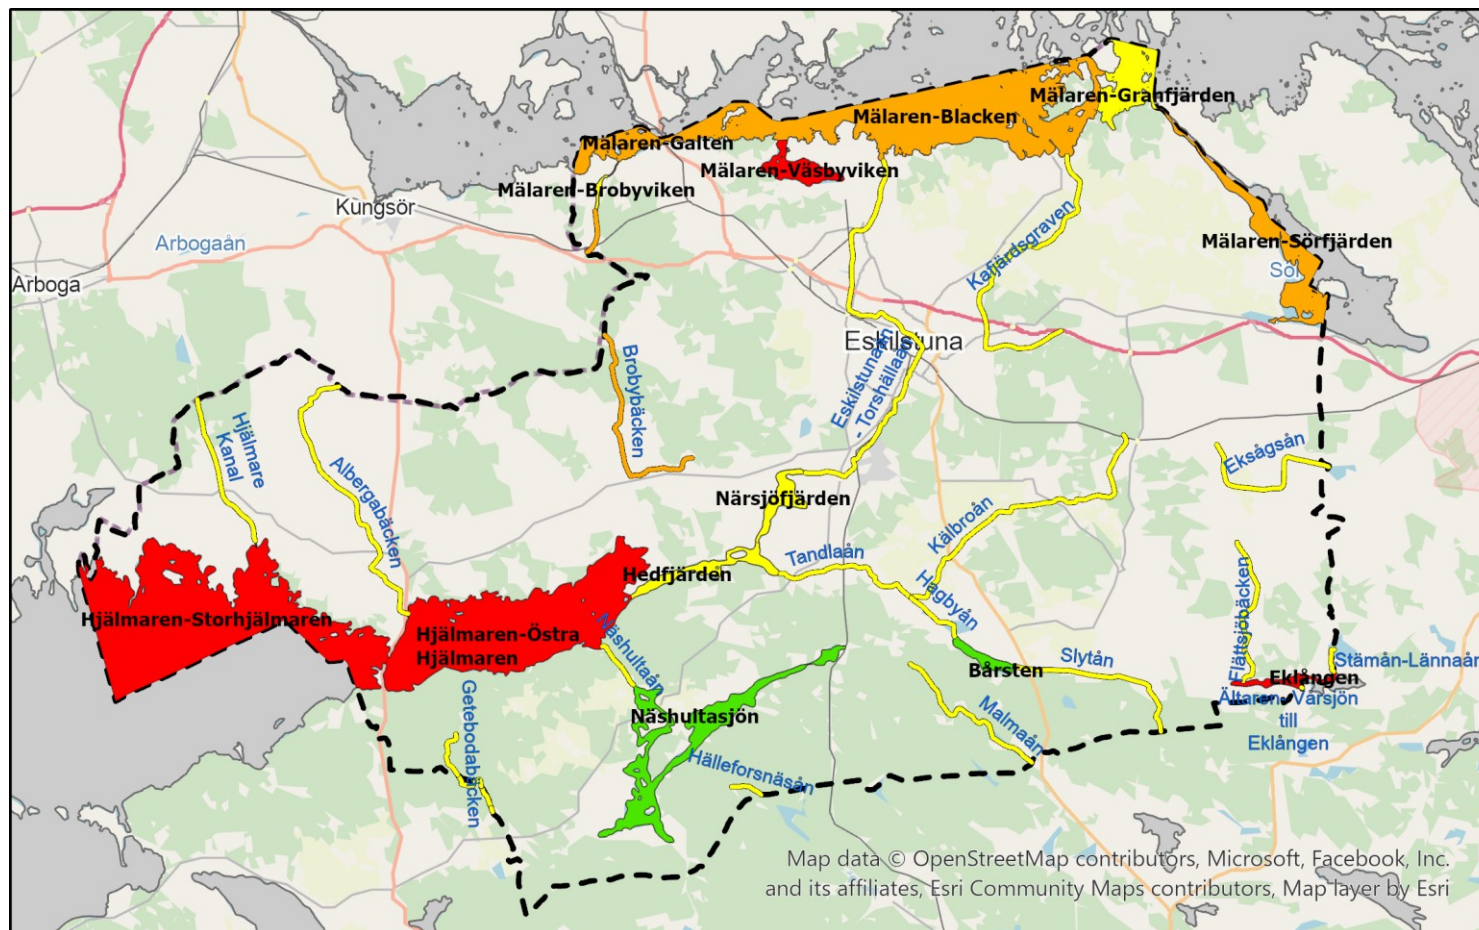 Mälaren-Granfjärden
Mälaren-Blacken
Mälaren-Galten
Mälaren-Väsbyviken
Mälaren-Brobyviken
Kungsör
Arbogaån
Arboga
Kafjärdsgraven
Mälaren-Sörfjärden
Söl
Eskilstuna
Eskilstunaån
- Torshällaån
Brobybäcken
Hjälmare
Kanal
Albergabäcken
Närsjöfjärden
Eksågsån
Kälbroån
Tandlaån
Hedfjärden
Hagbyån
Flättsjöbäcken
Hjälmaren-Storhjälmaren
Hjälmaren-Östra
Hjälmaren
Näshultaån
Bårsten
Slytån
Stämån-Lännaån
Eklången
Ältaren- Vårsjön
till
Eklången
Getebodabäcken
Näshultasjön
Malmaån
Hälleforsnäsån
Map data © OpenStreetMap contributors, Microsoft, Facebook, Inc.
and its affiliates, Esri Community Maps contributors, Map layer by Esri